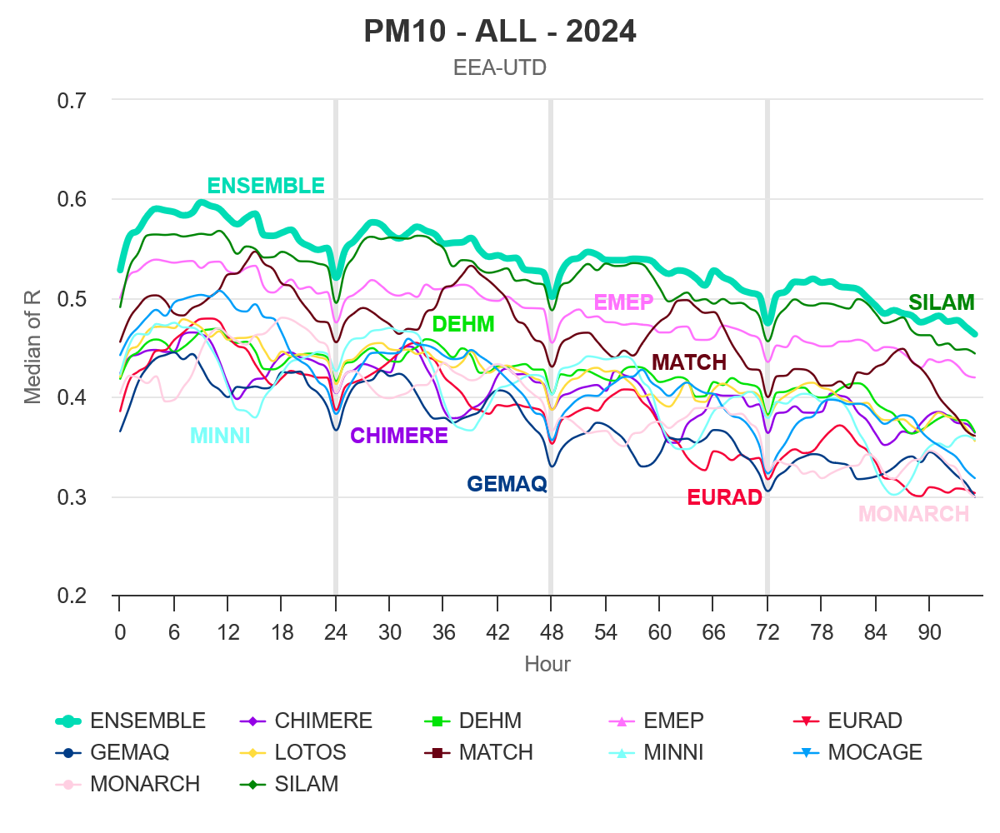 PM10 - ALL - 2024
EEA-UTD
0.7
0.6
0.5
0.4
0.3
0.2
Median of R
ENSEMBLE
SILAM
EMEP
DEHM
MATCH
MINNI
CHIMERE
GEMAQ
EURAD
MONARCH
0 6 12 18 24 30 36 42 48 54 60 66 72 78 84 90
Hour
ENSEMBLE CHIMERE DEHM EMEP EURAD
GEMAQ LOTOS MATCH MINNI MOCAGE
MONARCH SILAM